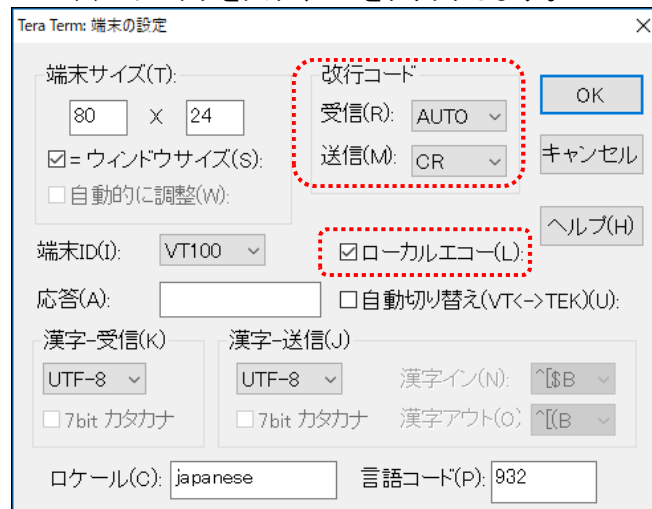 Tera Term: 端末の設定
端末サイズ(T):
80 X 24
☑= ウィンドウサイズ(S):
□自動的に調整(W):
改行コード
受信(R): AUTO
送信(M): CR
OK
キャンセル
ヘルプ(H)
端末ID(I): VT100
☑ローカルエコー(L):
応答(A):
□自動切り替え(VT<->TEK)(U):
漢字-受信(K)
UTF-8
□7bit カタカナ
漢字-送信(J)
UTF-8
□7bit カタカナ
漢字イン(N): ^[$B
漢字アウト(O) ^[(B
ロケール(C): japanese
言語コード(P): 932